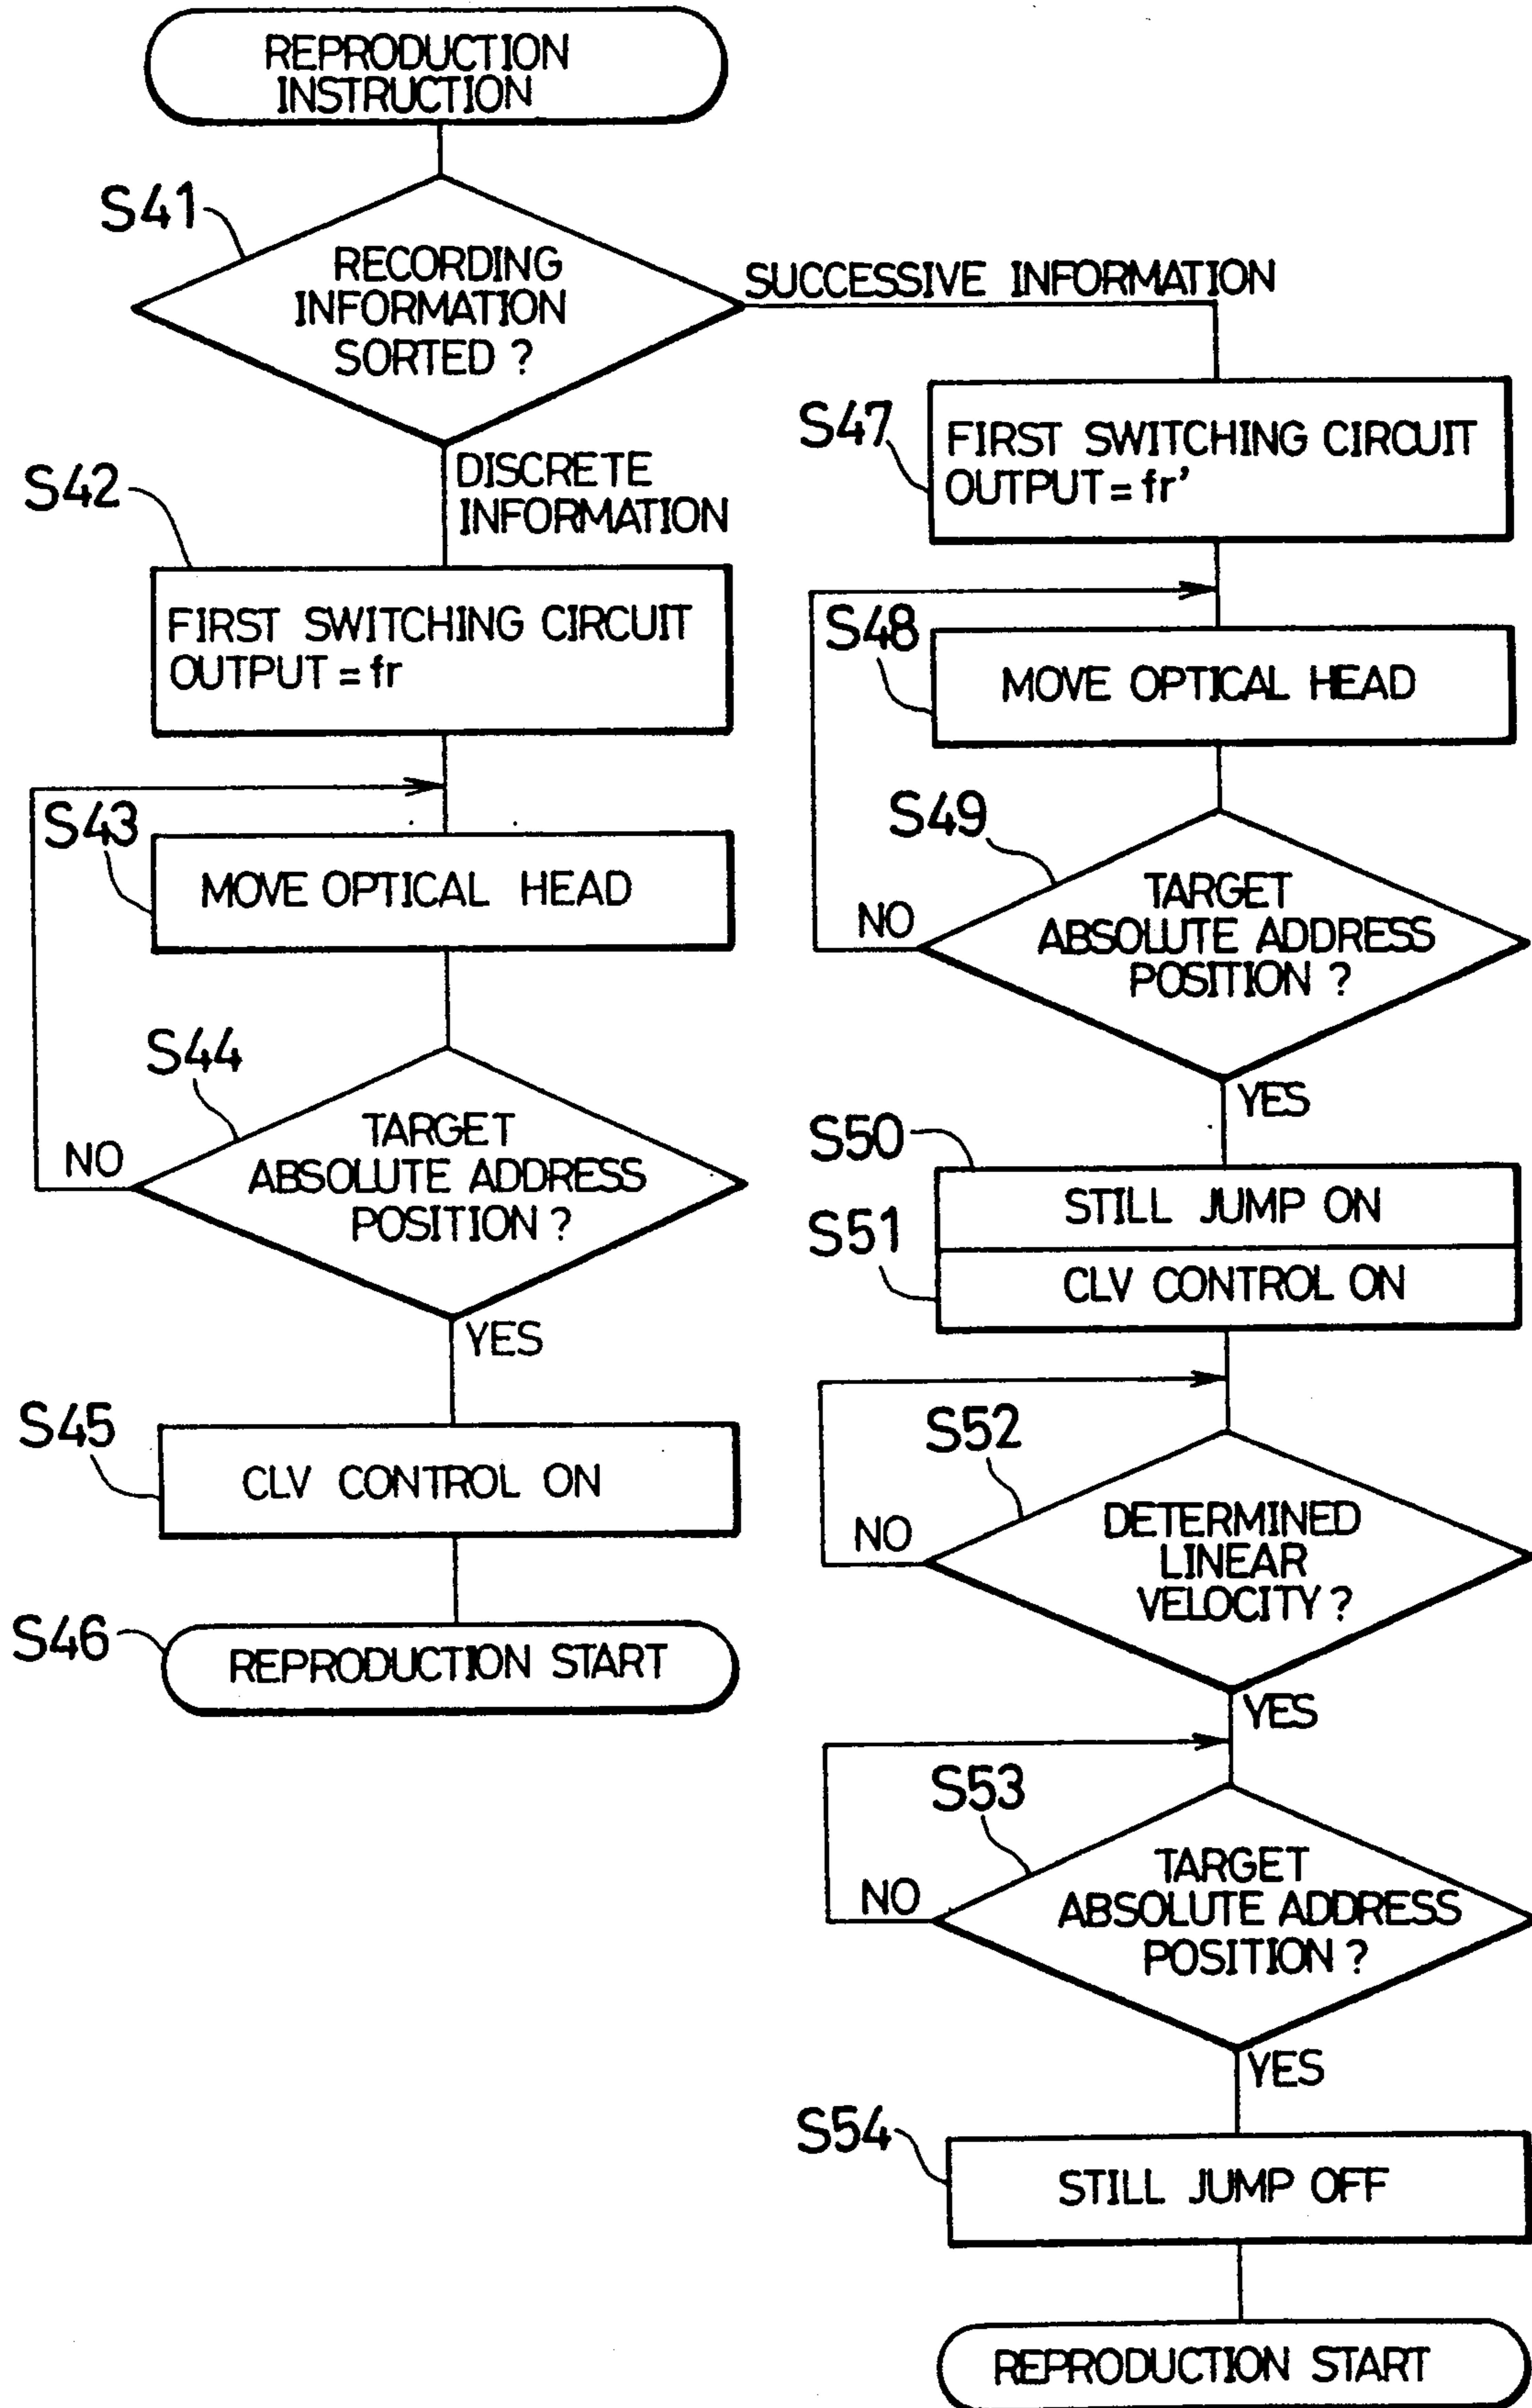 REPRODUCTION
INSTRUCTION
S41
RECORDING
INFORMATION
SORTED ?
SUCCESSIVE INFORMATION
DISCRETE
INFORMATION
S42
FIRST SWITCHING CIRCUIT
OUTPUT = fr
S43
MOVE OPTICAL HEAD
S44
TARGET
ABSOLUTE ADDRESS
POSITION ?
NO
YES
S45
CLV CONTROL ON
S46
REPRODUCTION START
S47
FIRST SWITCHING CIRCUIT
OUTPUT = fr'
S48
MOVE OPTICAL HEAD
S49
TARGET
ABSOLUTE ADDRESS
POSITION ?
NO
YES
S50
STILL JUMP ON
S51
CLV CONTROL ON
S52
DETERMINED
LINEAR
VELOCITY ?
NO
YES
S53
TARGET
ABSOLUTE ADDRESS
POSITION ?
NO
YES
S54
STILL JUMP OFF
REPRODUCTION START